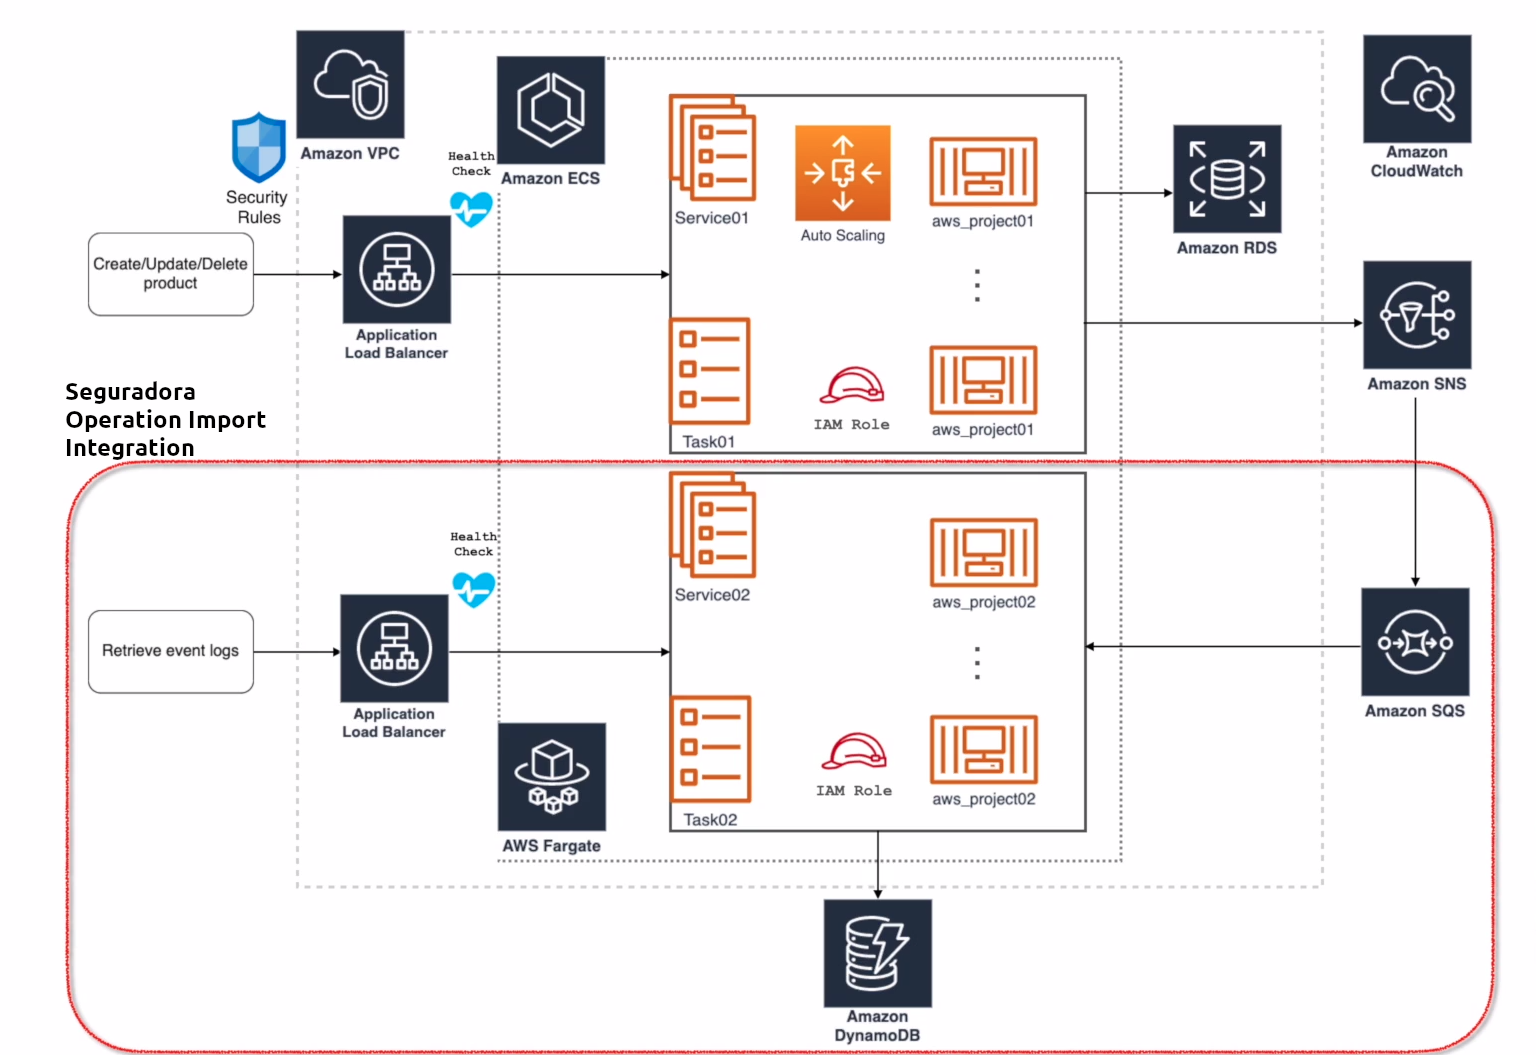 Amazon VPC
Security
Rules
Health
Check
Amazon ECS
Service01
Auto Scaling
aws_project01
Amazon RDS
Amazon
CloudWatch
Create/Update/Delete
product
Application
Load Balancer
Task01
IAM Role
aws_project01
Amazon SNS
Seguradora
Operation Import
Integration
Health
Check
Service02
aws_project02
Retrieve event logs
Application
Load Balancer
Amazon SQS
AWS Fargate
Task02
IAM Role
aws_project02
Amazon
DynamoDB